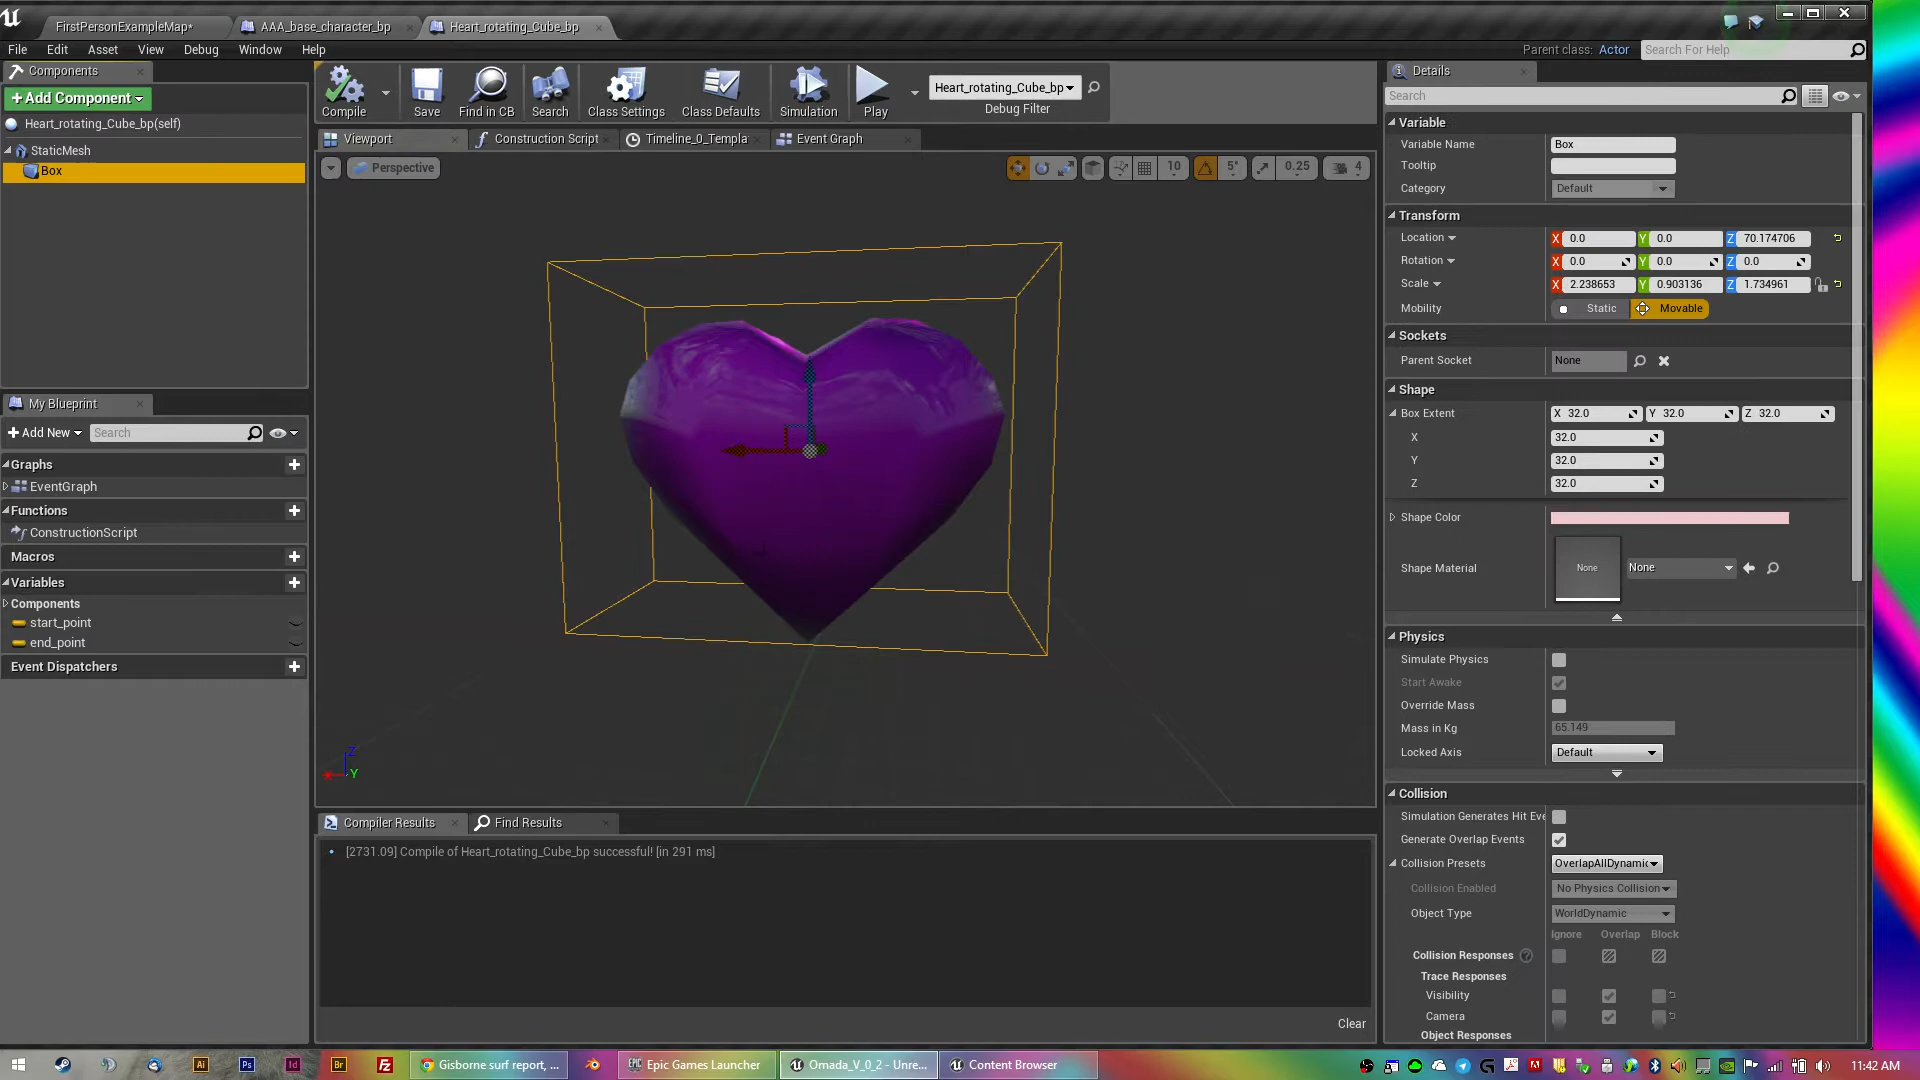 FirstPersonExampleMap*
AAA_base_character_bp
Heart_rotating_Cube_bp
File Edit Asset View Debug Window Help
Parent class: Actor
Search For Help
Components
+Add Component
Heart_rotating_Cube_bp(self)
StaticMesh
Box
Compile
Save
Find in CB
Search
Class Settings
Class Defaults
Simulation
Play
Heart_rotating_Cube_bp
Debug Filter
Viewport
Construction Script
Timeline_0_Templa
Event Graph
Perspective
10
5°
0.25
4
Z
Y
My Blueprint
+Add New
Search
Graphs
EventGraph
Functions
ConstructionScript
Macros
Variables
Components
start_point
end_point
Event Dispatchers
Compiler Results
Find Results
[2731.09] Compile of Heart_rotating_Cube_bp successful! [in 291 ms]
Clear
Details
Search
Variable
Variable Name Box
Tooltip
Category Default
Transform
Location X 0.0 Y 0.0 Z 70.174706
Rotation X 0.0 Y 0.0 Z 0.0
Scale X 2.238653 Y 0.903136 Z 1.734961
Mobility Static Movable
Sockets
Parent Socket None
Shape
Box Extent X 32.0 Y 32.0 Z 32.0
X 32.0
Y 32.0
Z 32.0
Shape Color
Shape Material None None
Physics
Simulate Physics
Start Awake
Override Mass
Mass in Kg 65.149
Locked Axis Default
Collision
Simulation Generates Hit Eve
Generate Overlap Events
Collision Presets OverlapAllDynamic
Collision Enabled No Physics Collision
Object Type WorldDynamic
Ignore Overlap Block
Collision Responses
Trace Responses
Visibility
Camera
Object Responses
Ai
Ps
Id
Br
Fz
Gisborne surf report, ...
Epic Games Launcher
Omada_V_0_2 - Unre...
Content Browser
11:42 AM